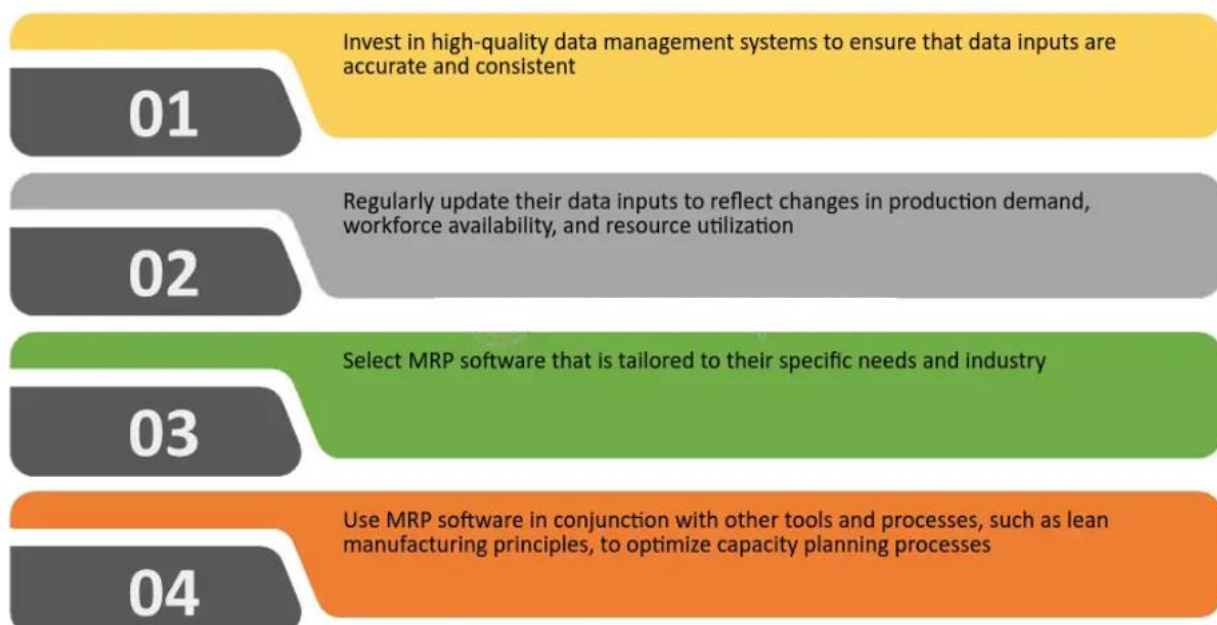 Invest in high-quality data management systems to ensure that data inputs are
accurate and consistent
01
Regularly update their data inputs to reflect changes in production demand,
workforce availability, and resource utilization
02
Select MRP software that is tailored to their specific needs and industry
03
Use MRP software in conjunction with other tools and processes, such as lean
manufacturing principles, to optimize capacity planning processes
04